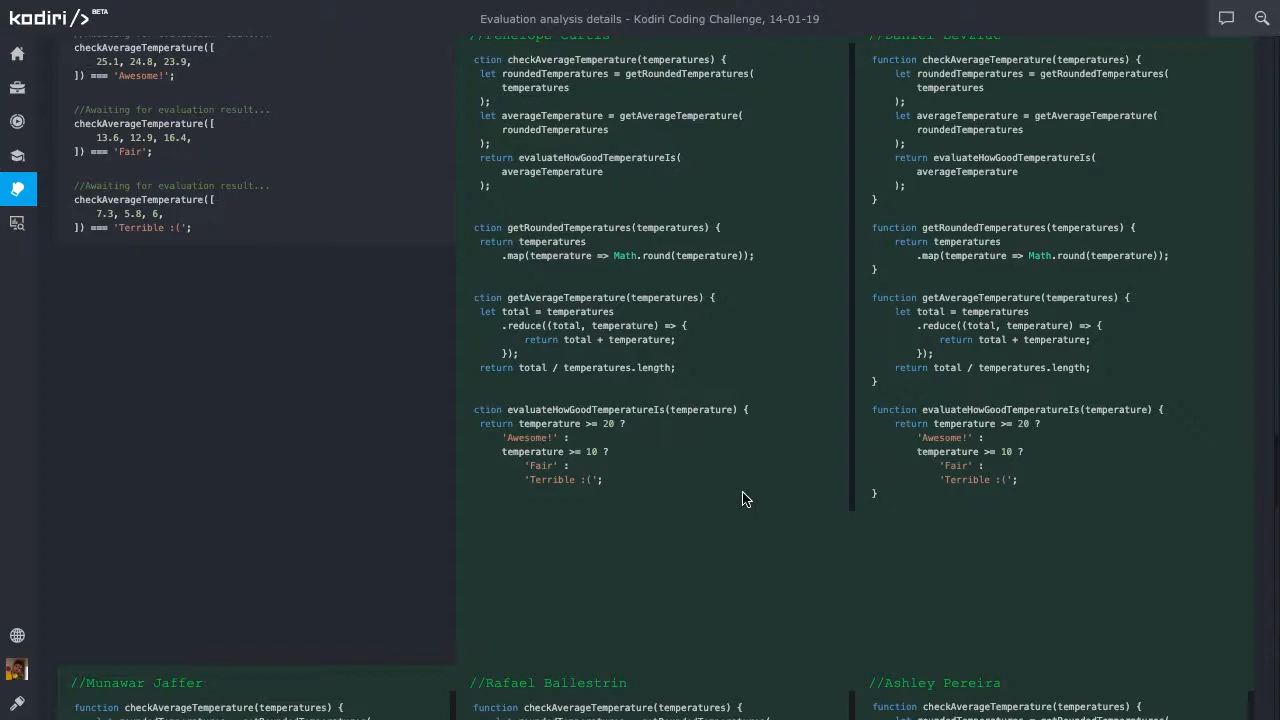 kodiri/> BETA
Evaluation analysis details - Kodiri Coding Challenge, 14-01-19
checkAverageTemperature([
25.1, 24.8, 23.9,
]) === 'Awesome!';
//Awaiting for evaluation result...
checkAverageTemperature([
13.6, 12.9, 16.4,
]) === 'Fair';
//Awaiting for evaluation result...
checkAverageTemperature([
7.3, 5.8, 6,
]) === 'Terrible :(';
//Penelope Curtis
ction checkAverageTemperature(temperatures) {
let roundedTemperatures = getRoundedTemperatures(
temperatures
);
let averageTemperature = getAverageTemperature(
roundedTemperatures
);
return evaluateHowGoodTemperatureIs(
averageTemperature
);
ction getRoundedTemperatures(temperatures) {
return temperatures
.map(temperature => Math.round(temperature));
ction getAverageTemperature(temperatures) {
let total = temperatures
.reduce((total, temperature) => {
return total + temperature;
});
return total / temperatures.length;
ction evaluateHowGoodTemperatureIs(temperature) {
return temperature >= 20 ?
'Awesome!' :
temperature >= 10 ?
'Fair' :
'Terrible :(';
//Daniel
function checkAverageTemperature(temperatures) {
let roundedTemperatures = getRoundedTemperatures(
temperatures
);
let averageTemperature = getAverageTemperature(
roundedTemperatures
);
return evaluateHowGoodTemperatureIs(
averageTemperature
);
}
function getRoundedTemperatures(temperatures) {
return temperatures
.map(temperature => Math.round(temperature));
}
function getAverageTemperature(temperatures) {
let total = temperatures
.reduce((total, temperature) => {
return total + temperature;
});
return total / temperatures.length;
}
function evaluateHowGoodTemperatureIs(temperature) {
return temperature >= 20 ?
'Awesome!' :
temperature >= 10 ?
'Fair' :
'Terrible :(';
}
//Munawar Jaffer
function checkAverageTemperature(temperatures) {
//Rafael Ballestrin
function checkAverageTemperature(temperatures) {
//Ashley Pereira
function checkAverageTemperature(temperatures) {